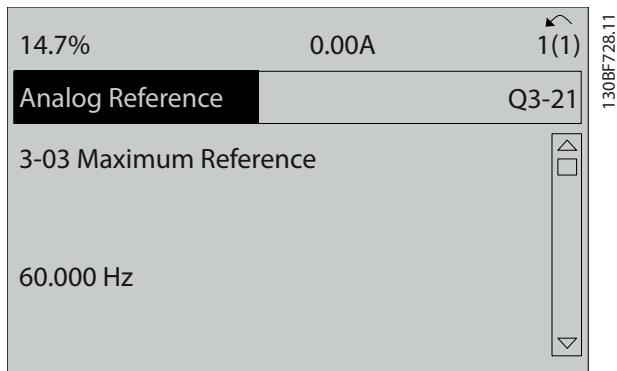 14.7% 0.00A 1(1)
Analog Reference Q3-21
3-03 Maximum Reference
60.000 Hz
130BF728.11